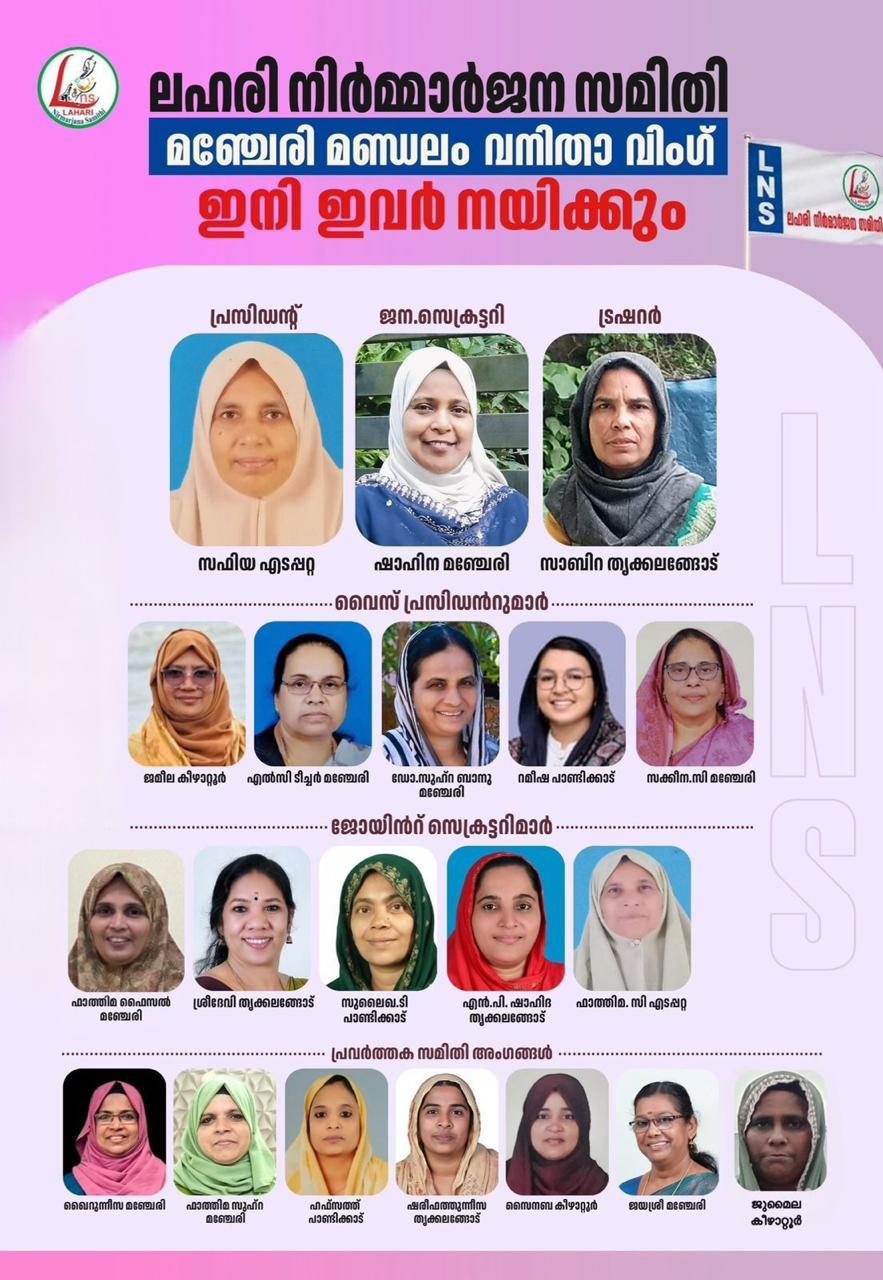 Lns
LAHARI
Nirmarjana Samithi
ലഹരി നിർമ്മാർജന സമിതി
മഞ്ചേരി മണ്ഡലം വനിതാ വിംഗ്
ഇനി ഇവർ നയിക്കും
LNS
ലഹരി നിർമാർജന സമിതി
പ്രസിഡന്റ് ജന.സെക്രട്ടറി ട്രഷറർ
സഫിയ എടപ്പറ്റ ഷാഹിന മഞ്ചേരി സാബിറ തൃക്കലങ്ങോട്
വൈസ് പ്രസിഡൻറുമാർ
ജമീല കീഴാറ്റൂർ എൽസി ടീച്ചർ മഞ്ചേരി ഡോ.സുഹ്റ ബാനു റമീഷ പാണ്ടിക്കാട് സക്കീന.സി മഞ്ചേരി
മഞ്ചേരി
ജോയിൻറ് സെക്രട്ടറിമാർ
ഫാത്തിമ ഫൈസൽ ശ്രീദേവി തൃക്കലങ്ങോട് സുലൈഖ.ടി എൻ.പി. ഷാഹിദ ഫാത്തിമ. സി എടപ്പറ്റ
മഞ്ചേരി പാണ്ടിക്കാട് തൃക്കലങ്ങോട്
പ്രവർത്തക സമിതി അംഗങ്ങൾ
ഖൈറുന്നീസ മഞ്ചേരി ഫാത്തിമ സുഹ്റ ഹഫ്സത്ത് ഷരീഫത്തുന്നീസ സൈനബ കീഴാറ്റൂർ ജയശ്രീ മഞ്ചേരി ജുമൈല
മഞ്ചേരി പാണ്ടിക്കാട് തൃക്കലങ്ങോട് കീഴാറ്റൂർ
LNS